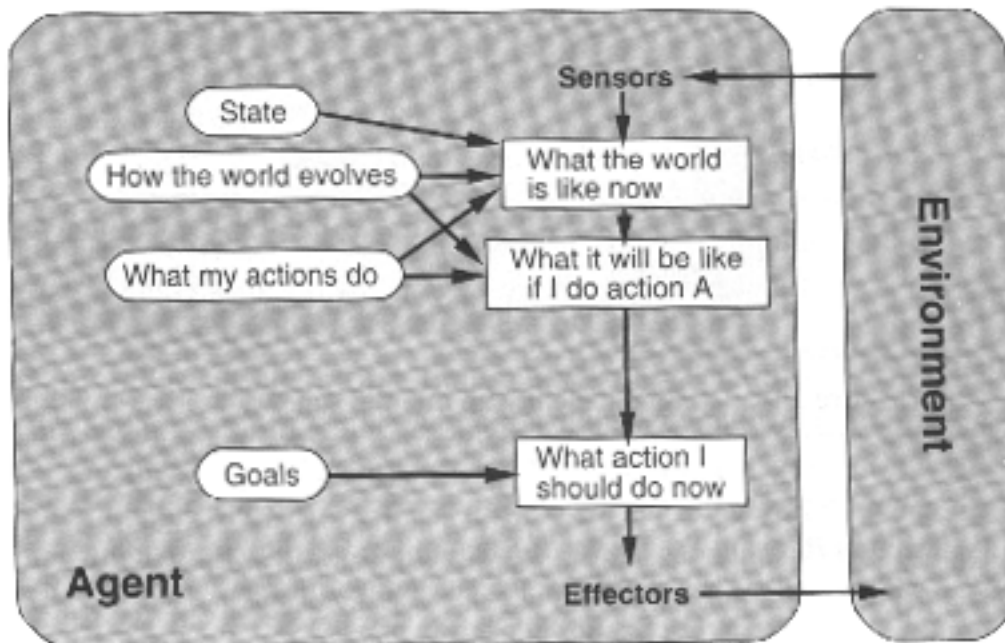 Sensors
State
What the world
is like now
How the world evolves
What it will be like
if I do action A
What my actions do
Goals
What action I
should do now
Agent
Effectors
Environment